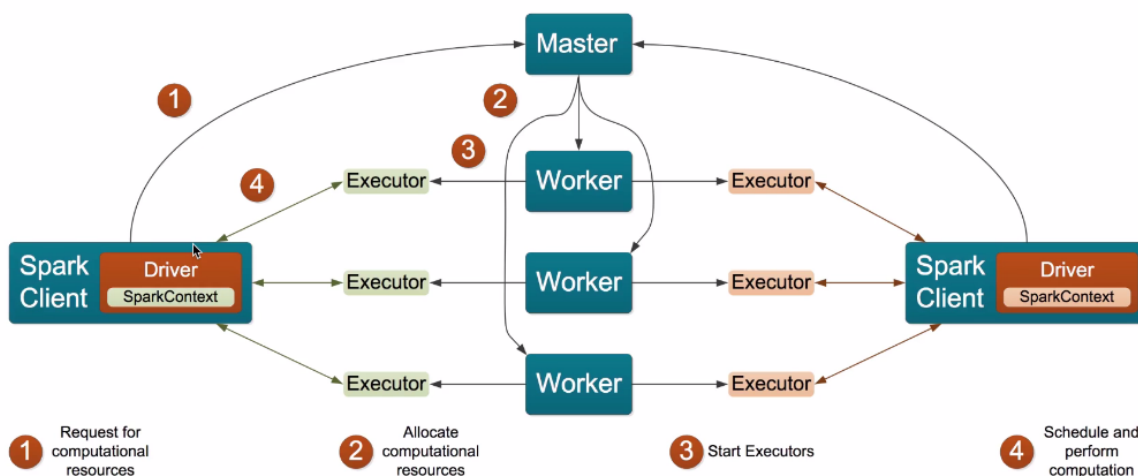 Master
1
2
3
Executor
Worker
Executor
4
Spark
Client
Driver
SparkContext
Executor
Worker
Executor
Spark
Client
Driver
SparkContext
Executor
Worker
Executor
1
Request for
computational
resources
2
Allocate
computational
resources
3
Start Executors
4
Schedule and
perform
computation